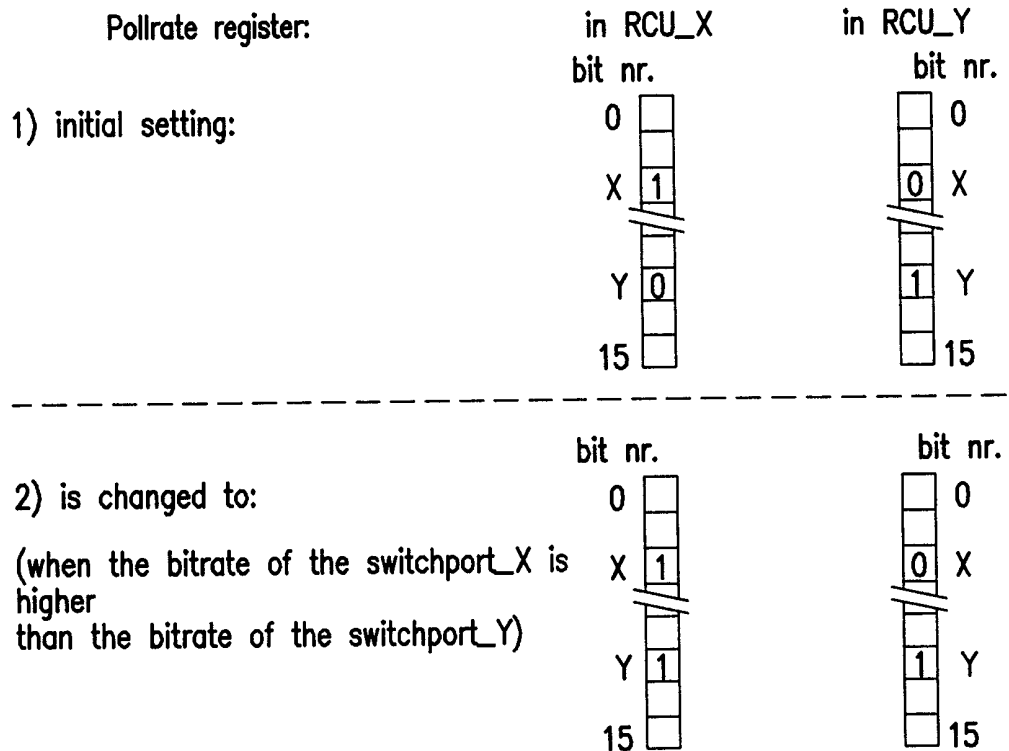 Pollrate register: in RCU_X in RCU_Y
bit nr. bit nr.
1) initial setting: 0 0
X 1 0 X
Y 0 1 Y
15 15
bit nr. bit nr.
2) is changed to: 0 0
(when the bitrate of the switchport_X is X 1 0 X
higher
than the bitrate of the switchport_Y) Y 1 1 Y
15 15